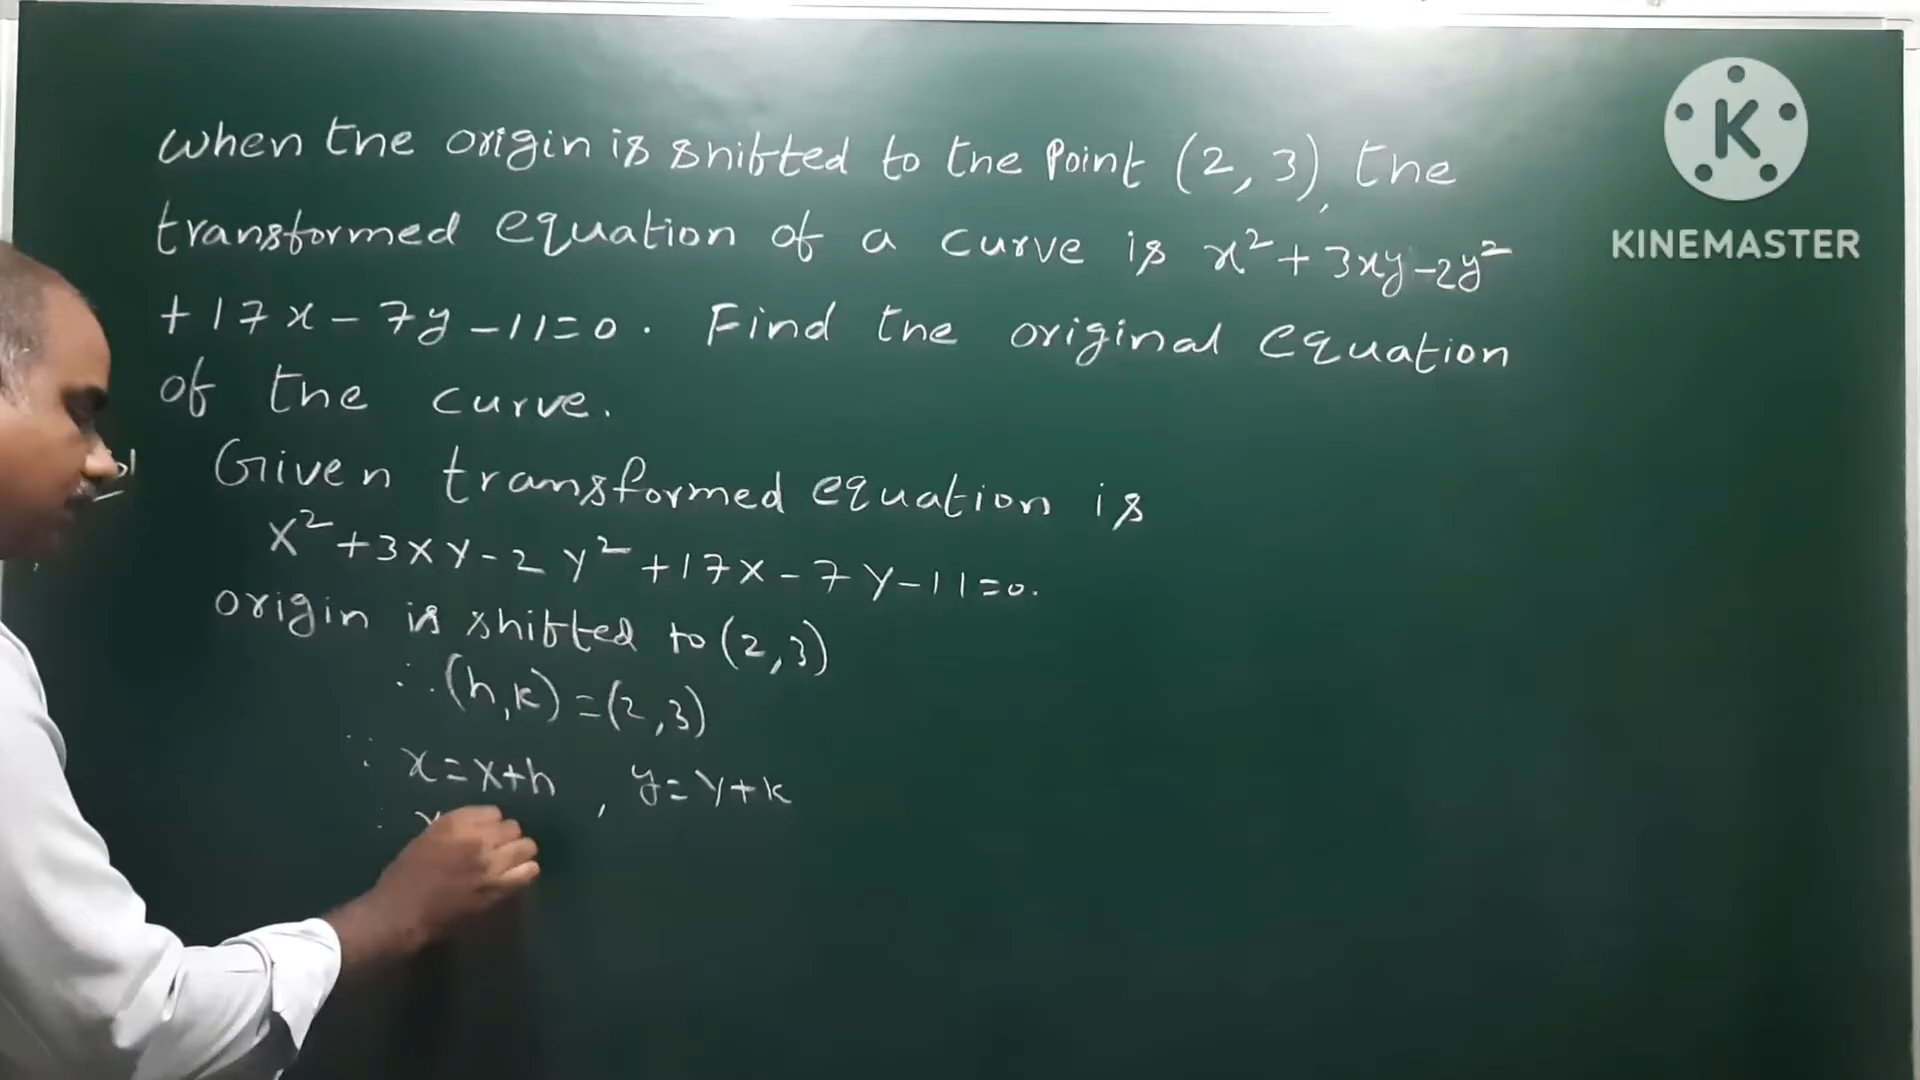 When the origin is shifted to the point (2, 3), the
transformed equation of a curve is x²+3xy-2y²
+17x-7y-11=0. Find the original equation
of the curve.
Given transformed equation is
X²+3XY-2Y²+17X-7Y-11=0.
origin is shifted to (2,3)
∴ (h,k)=(2,3)
∵ x=X+h, y=Y+k
K
KINEMASTER